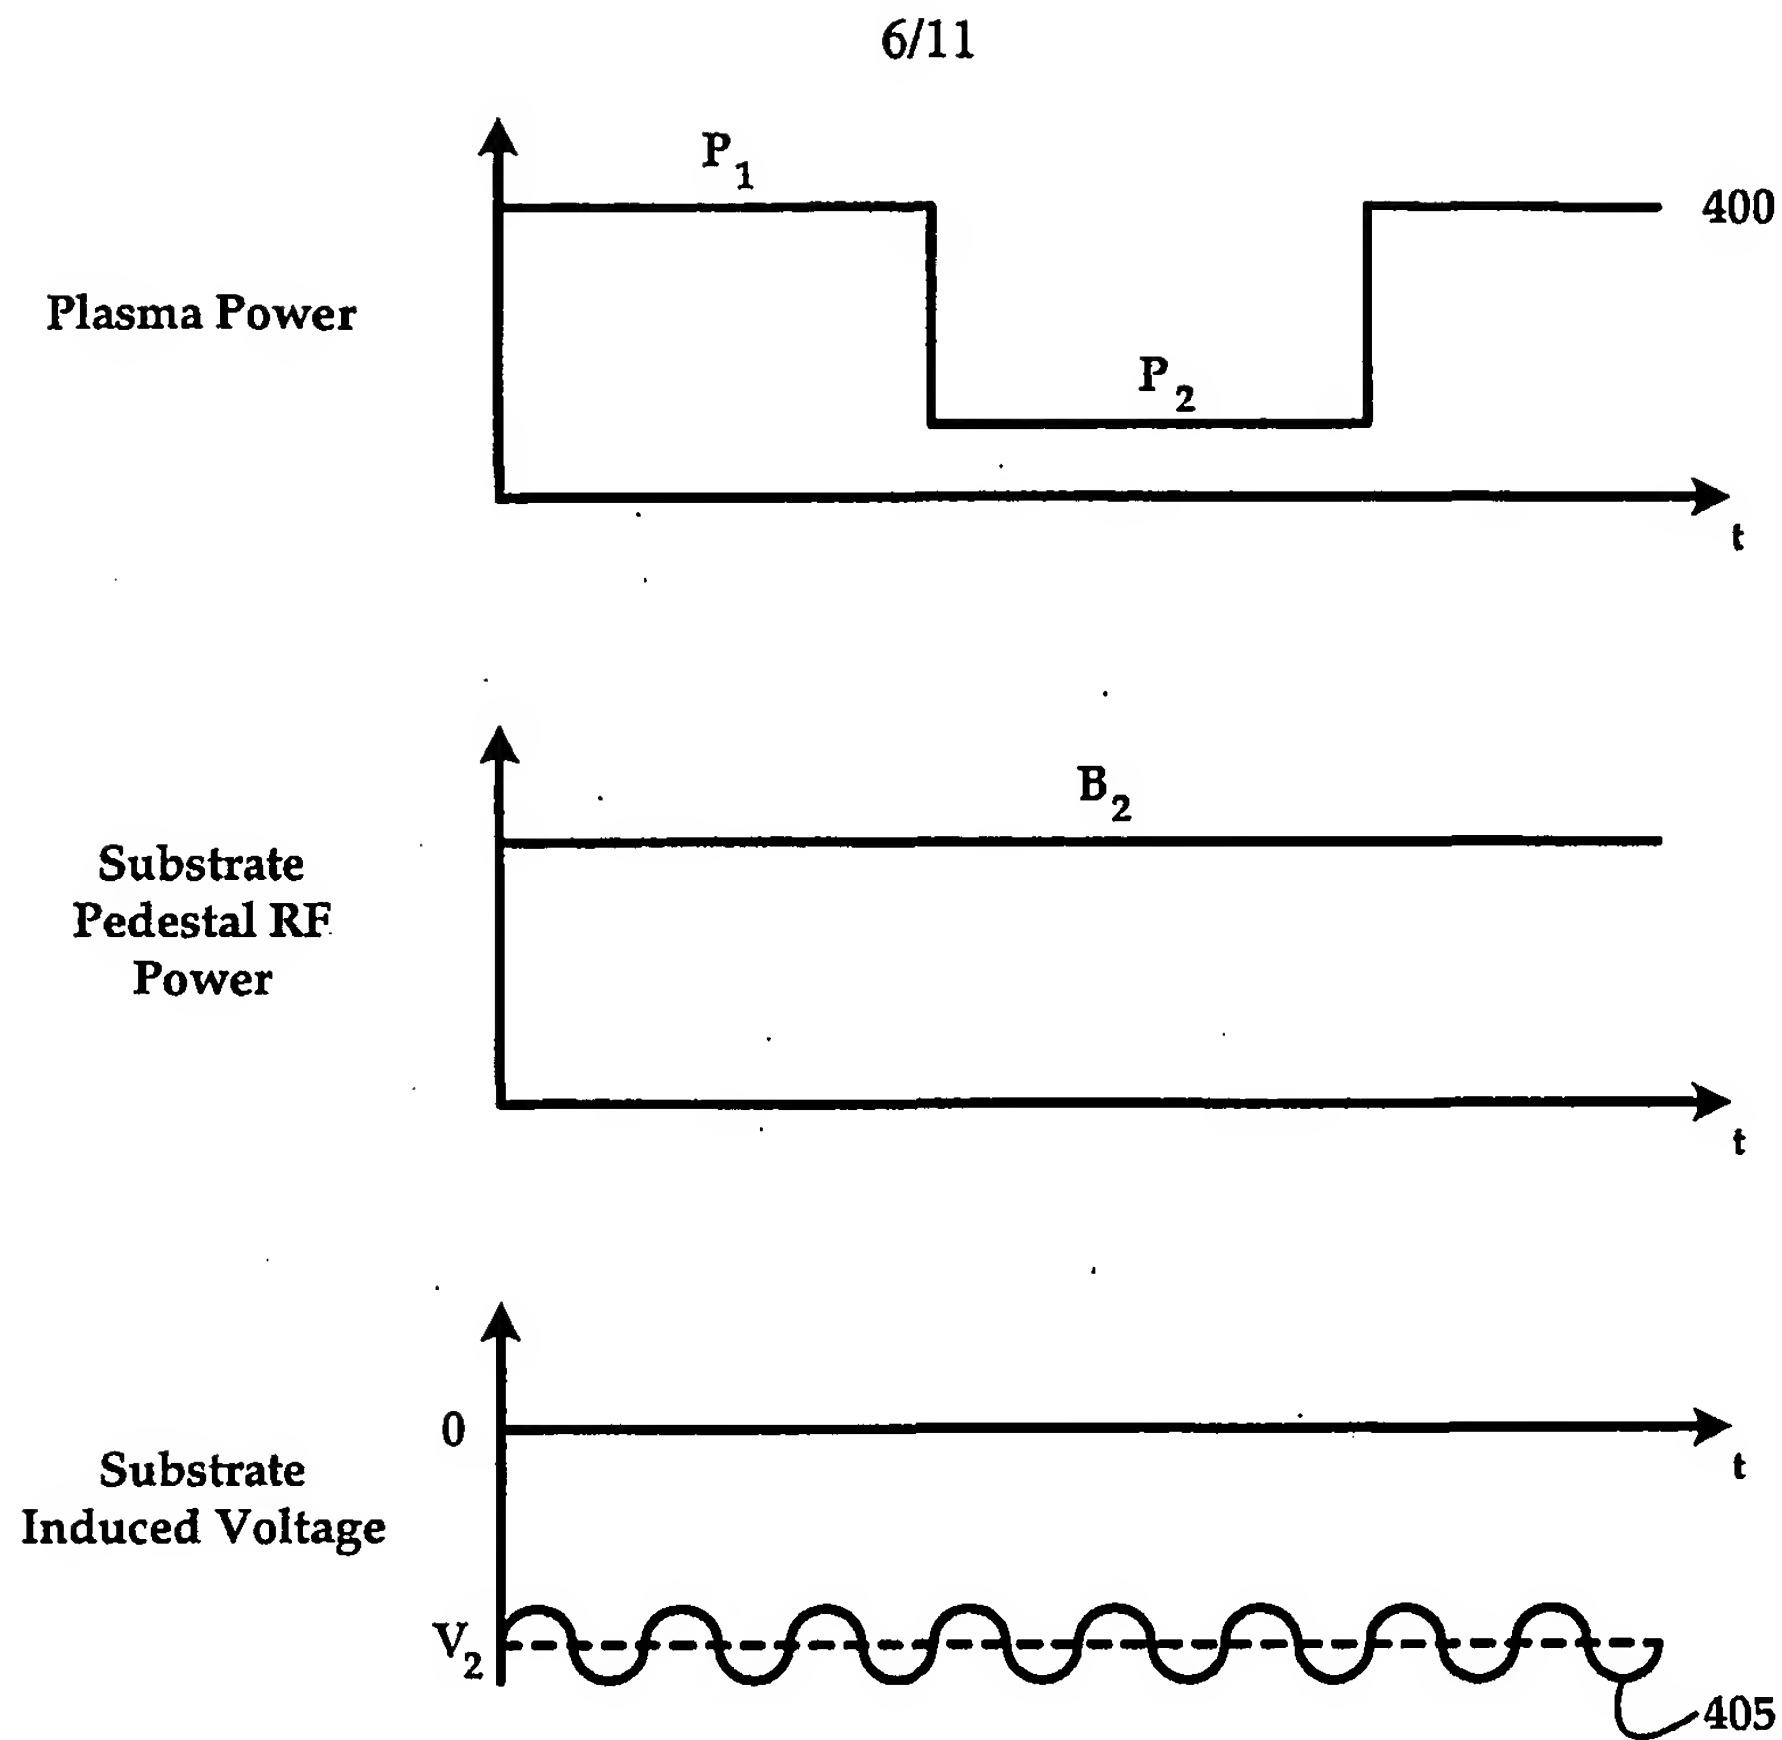 6/11
P1
400
Plasma Power
P2
t
B2
Substrate
Pedestal RF
Power
t
0
t
Substrate
Induced Voltage
V2
405